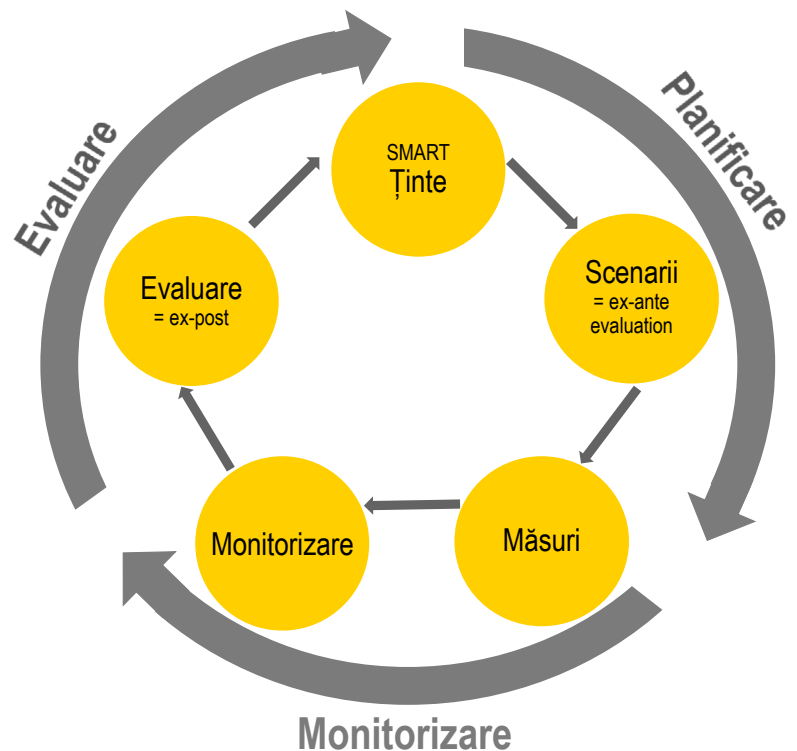 Evaluare
Planificare
SMART
Ținte
Scenarii
= ex-ante
evaluation
Evaluare
= ex-post
Monitorizare
Măsuri
Monitorizare